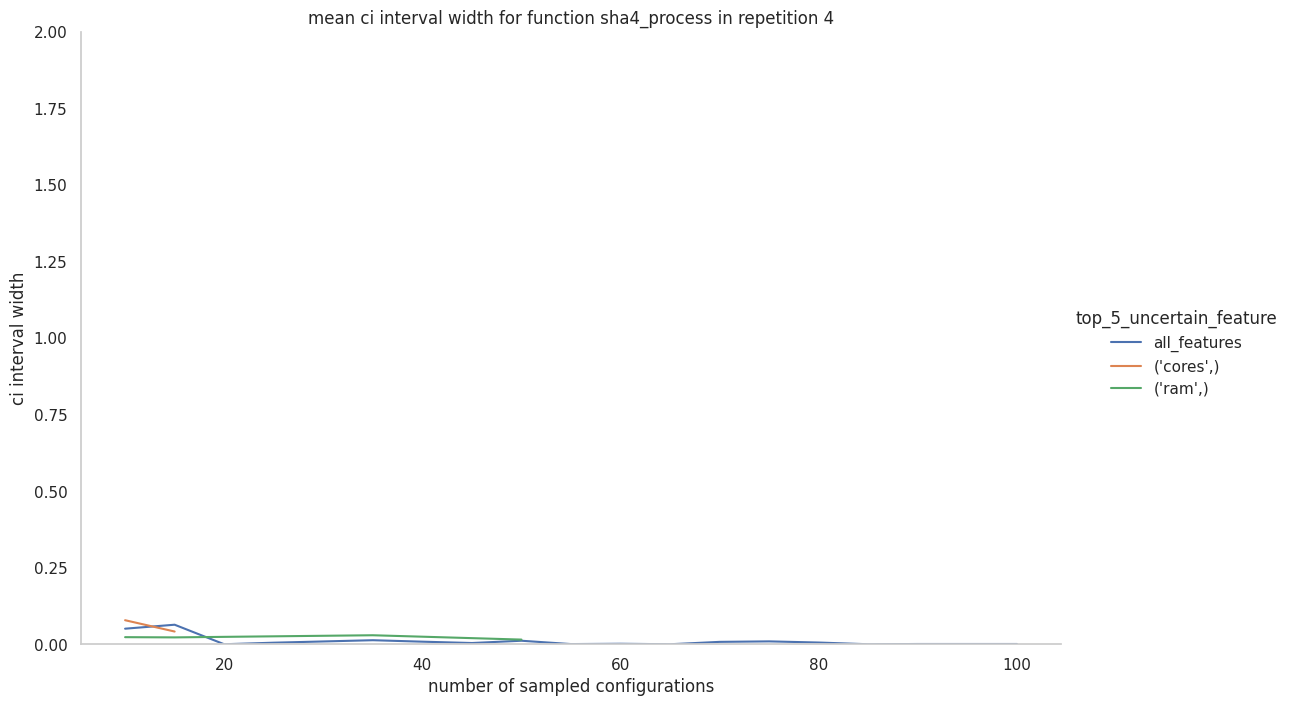 mean ci interval width for function sha4_process in repetition 4
2.00
1.75
1.50
1.25
1.00
0.75
0.50
0.25
0.00
ci interval width
20
40
60
80
100
number of sampled configurations
top_5_uncertain_feature
all_features
('cores',)
('ram',)